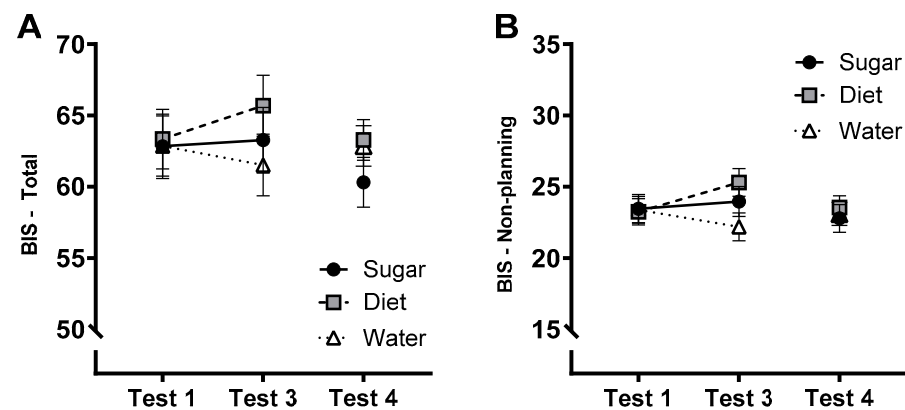 A
BIS - Total
70
65
60
55
50
Sugar
Diet
Water
Test 1
Test 3
Test 4
B
BIS - Non-planning
35
30
25
20
15
Sugar
Diet
Water
Test 1
Test 3
Test 4